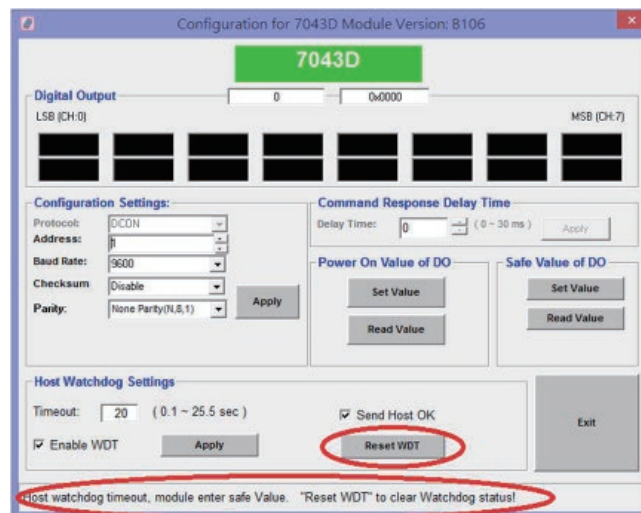 Configuration for 7043D Module Version: B106
7043D
Digital Output
0
0x0000
LSB (CH:0)
MSB (CH:7)
Configuration Settings:
Protocol:
DCON
Address:
1
Baud Rate:
9600
Checksum
Disable
Parity:
None Parity(N,8,1)
Apply
Command Response Delay Time
Delay Time:
0
( 0 ~ 30 ms )
Apply
Power On Value of DO
Set Value
Read Value
Safe Value of DO
Set Value
Read Value
Host Watchdog Settings
Timeout:
20
( 0.1 ~ 25.5 sec )
Send Host OK
Enable WDT
Apply
Reset WDT
Exit
Host watchdog timeout, module enter safe Value. "Reset WDT" to clear Watchdog status!